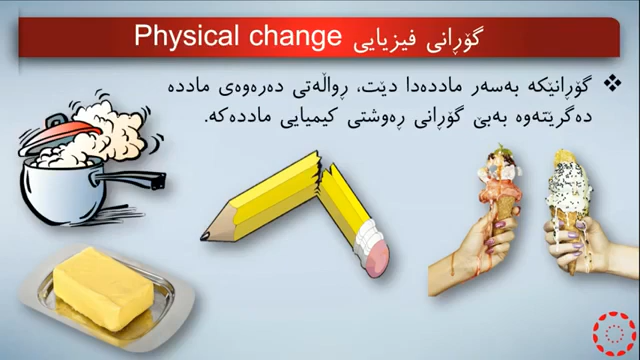 گۆڕانی فیزیایی Physical change
❖ گۆڕانێکە بەسەر ماددەدا دێت، ڕواڵەتی دەرەوەی ماددە
دەگرێتەوە بەبێ گۆڕانی ڕەوشتی کیمیایی ماددەکە.